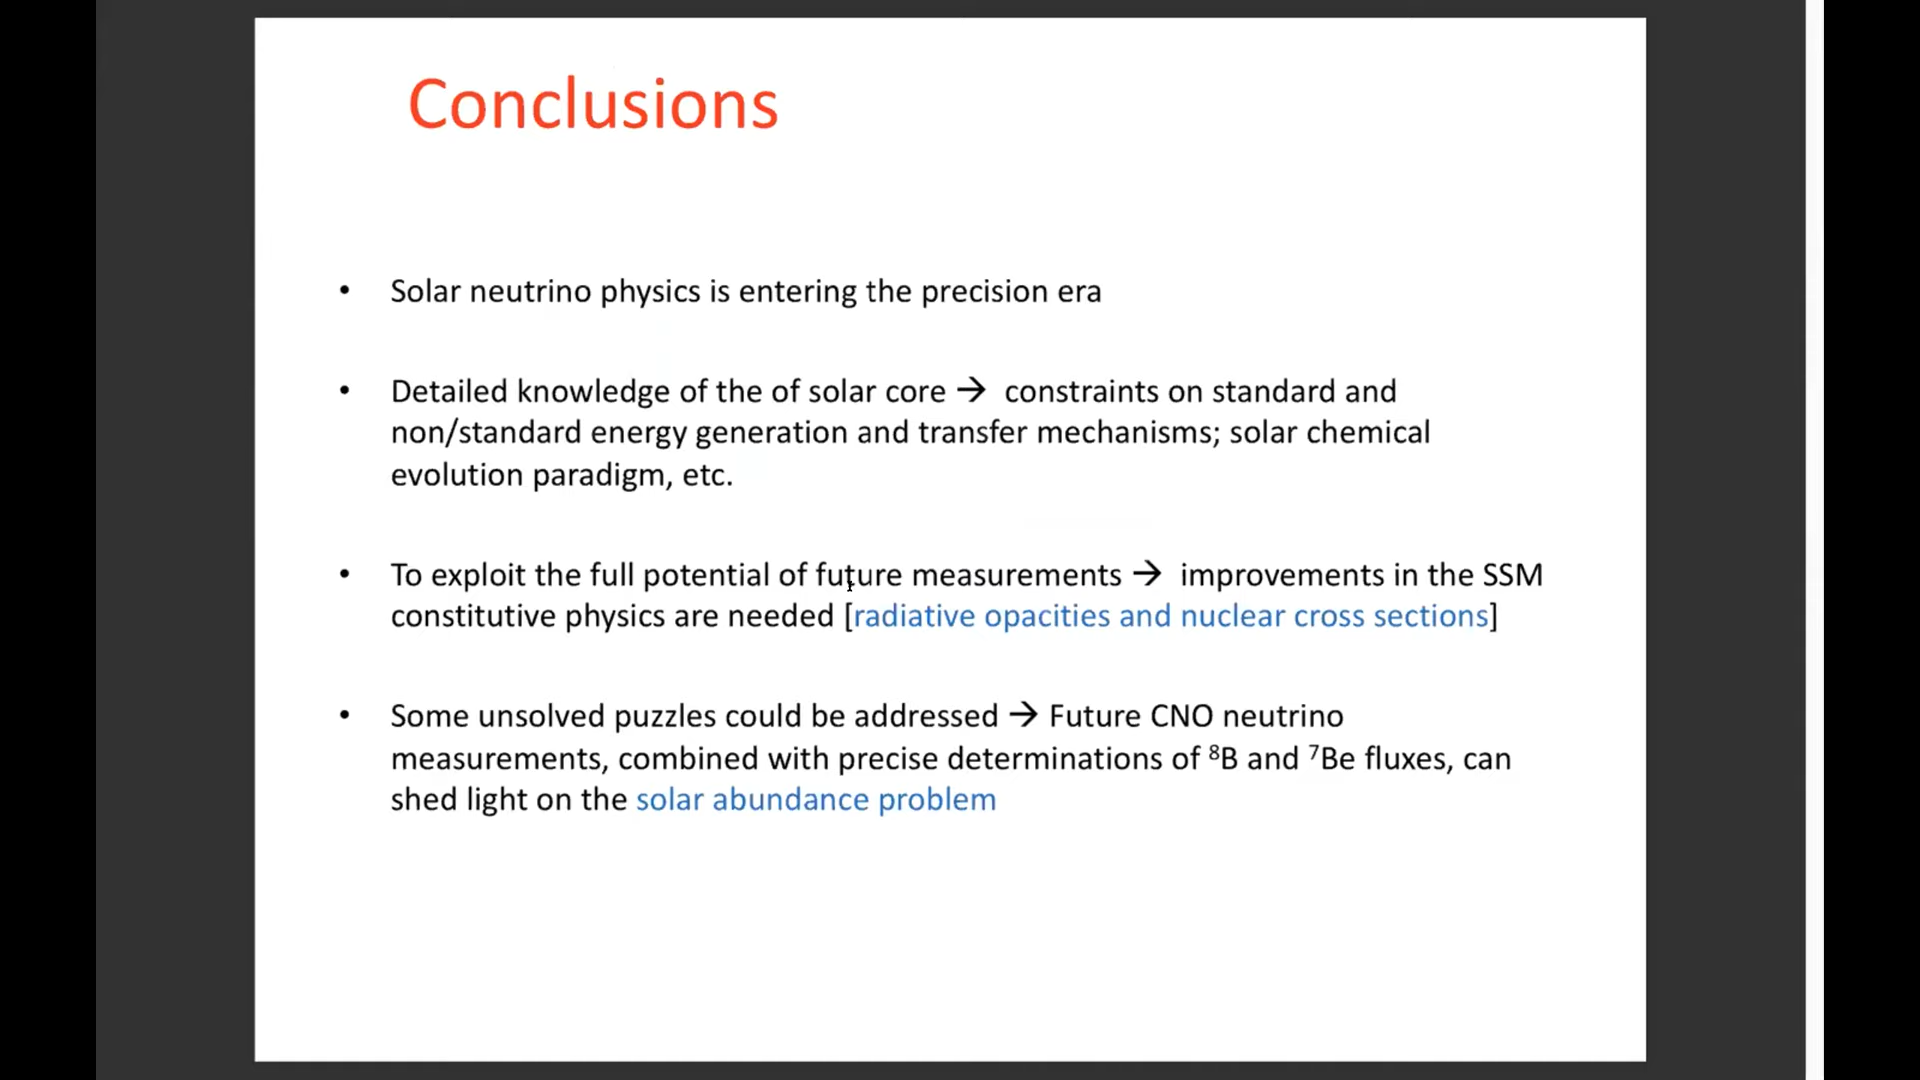 Conclusions
• Solar neutrino physics is entering the precision era
• Detailed knowledge of the of solar core → constraints on standard and
non/standard energy generation and transfer mechanisms; solar chemical
evolution paradigm, etc.
• To exploit the full potential of future measurements → improvements in the SSM
constitutive physics are needed [radiative opacities and nuclear cross sections]
• Some unsolved puzzles could be addressed → Future CNO neutrino
measurements, combined with precise determinations of ⁸B and ⁷Be fluxes, can
shed light on the solar abundance problem